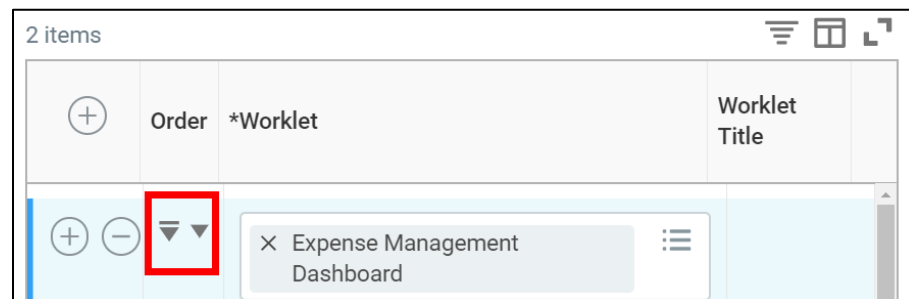 2 items
Order
*Worklet
Worklet
Title
Expense Management
Dashboard